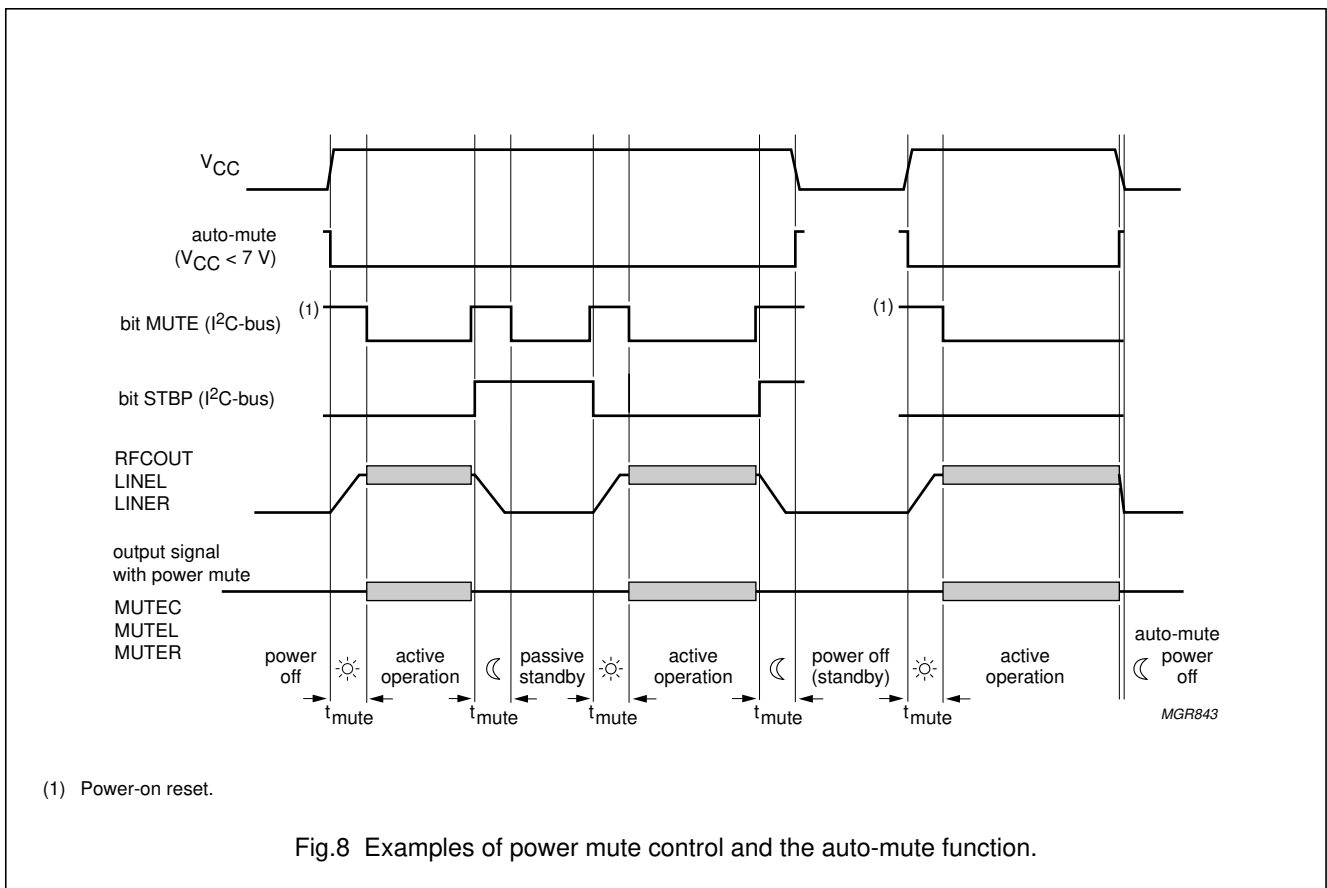 VCC
auto-mute
(VCC < 7 V)
(1)
(1)
bit MUTE (I2C-bus)
bit STBP (I2C-bus)
RFCOUT
LINEL
LINER
output signal
with power mute
MUTEC
MUTEL
MUTER
power
off
active
operation
passive
standby
active
operation
power off
(standby)
active
operation
auto-mute
power
off
tmute
tmute
tmute
tmute
tmute
MGR843
(1) Power-on reset.
Fig.8 Examples of power mute control and the auto-mute function.